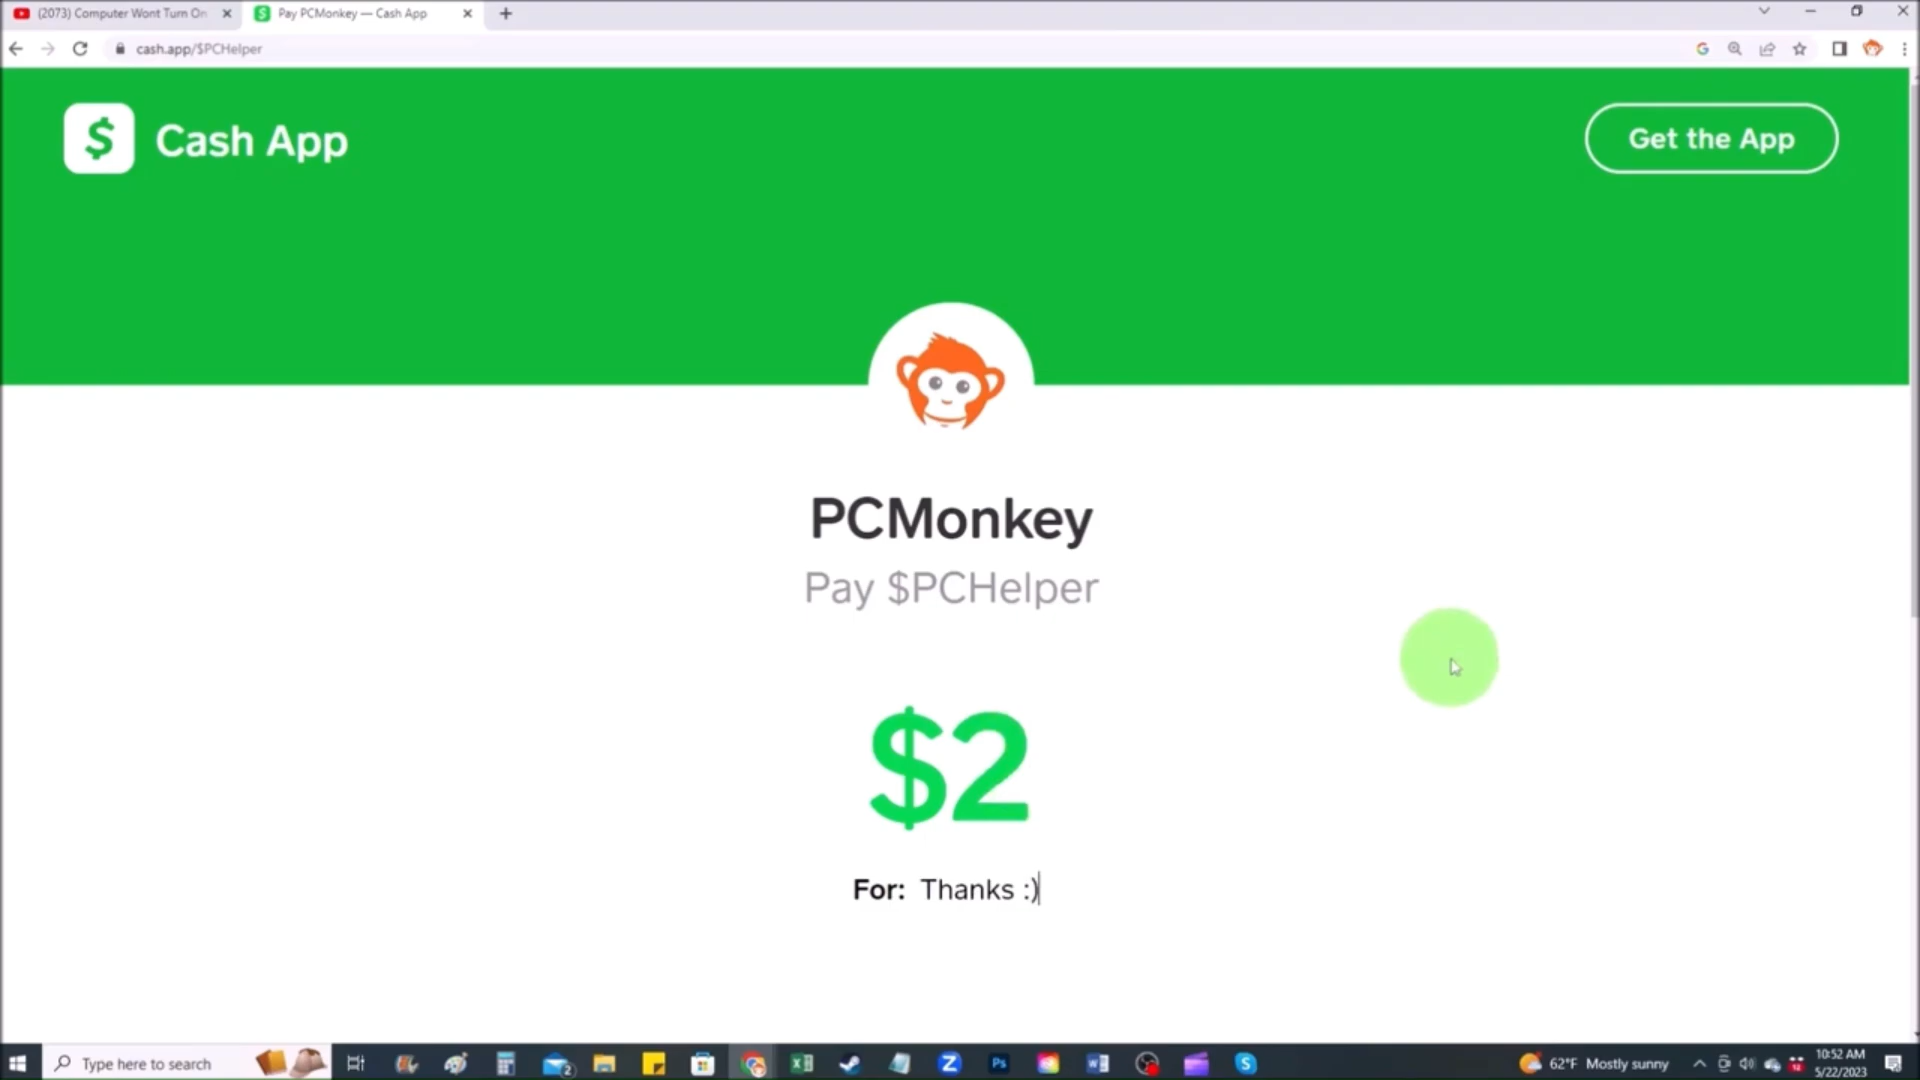 (2073) Computer Wont Turn On
Pay PCMonkey — Cash App
cash.app/$PCHelper
$ Cash App
Get the App
PCMonkey
Pay $PCHelper
$2
For: Thanks :)
Type here to search
62°F Mostly sunny
10:52 AM
5/22/2023